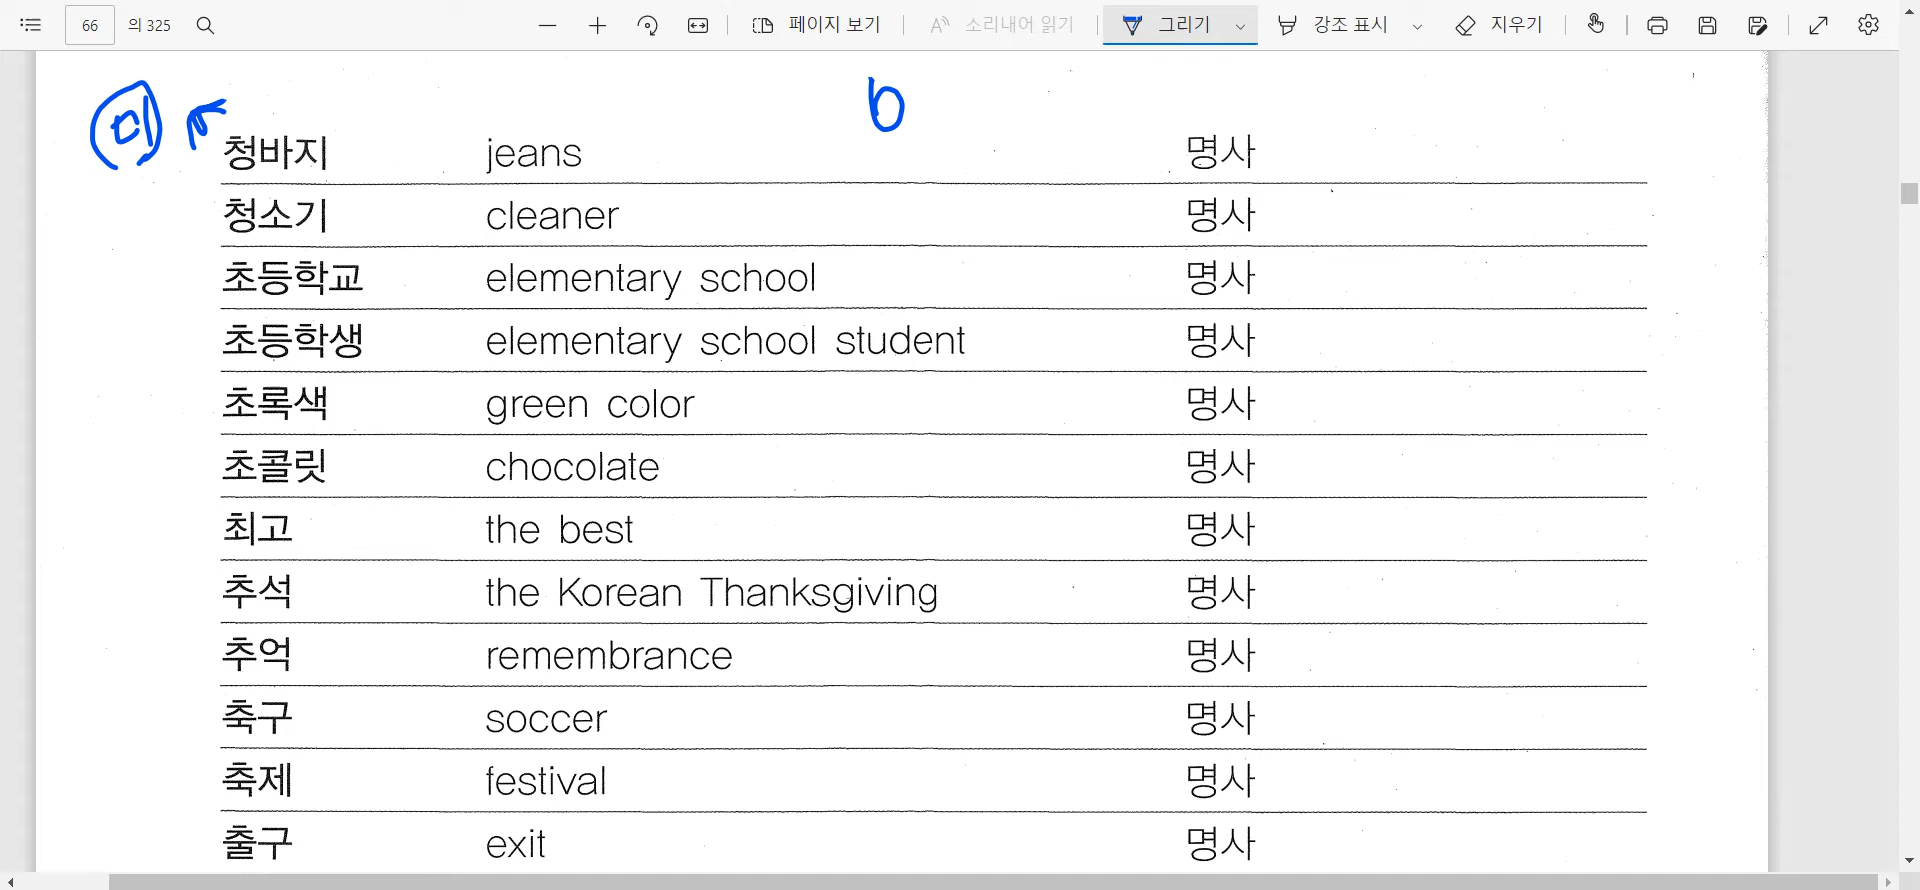 66 의 325 페이지 보기 소리내어 읽기 그리기 강조 표시 지우기
미 b
청바지 jeans 명사
청소기 cleaner 명사
초등학교 elementary school 명사
초등학생 elementary school student 명사
초록색 green color 명사
초콜릿 chocolate 명사
최고 the best 명사
추석 the Korean Thanksgiving 명사
추억 remembrance 명사
축구 soccer 명사
축제 festival 명사
출구 exit 명사